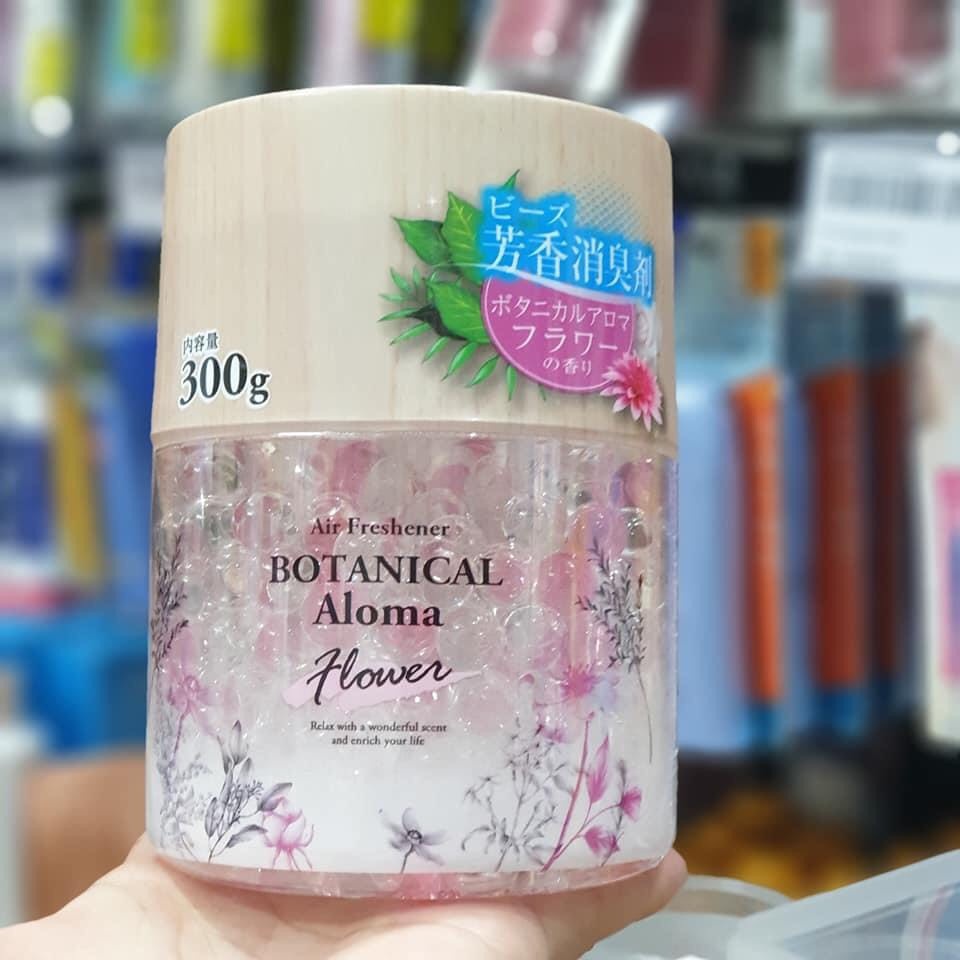 ビーズ
芳香消臭剤
ボタニカルアロマ
フラワー
の香り
内容量
300g
Air Freshener
BOTANICAL
Aloma
Flower
Relax with a wonderful scent
and enrich your life